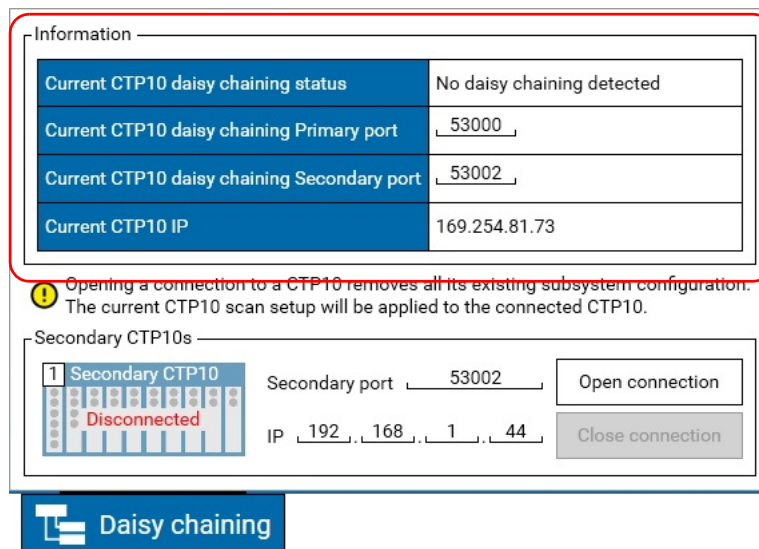 Information
Current CTP10 daisy chaining status No daisy chaining detected
Current CTP10 daisy chaining Primary port 53000
Current CTP10 daisy chaining Secondary port 53002
Current CTP10 IP 169.254.81.73
Opening a connection to a CTP10 removes all its existing subsystem configuration.
The current CTP10 scan setup will be applied to the connected CTP10.
Secondary CTP10s
1 Secondary CTP10
Disconnected
Secondary port 53002 Open connection
IP 192 . 168 . 1 . 44 Close connection
Daisy chaining